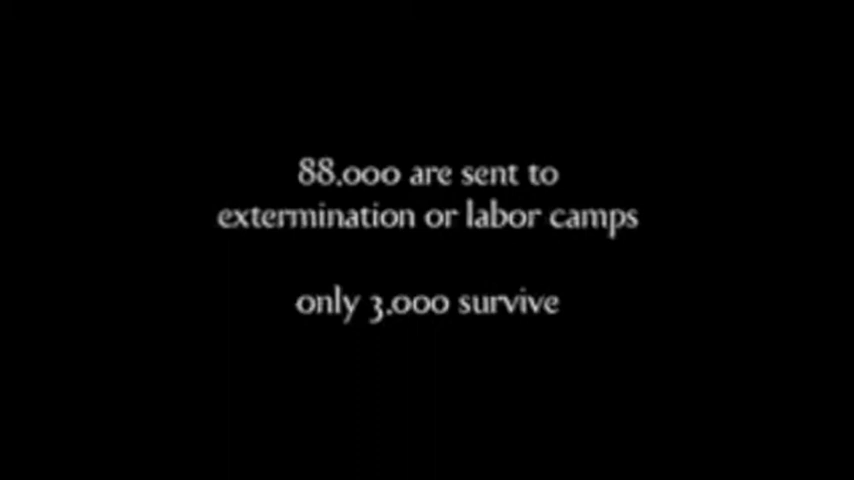 88.000 are sent to
extermination or labor camps
only 3.000 survive